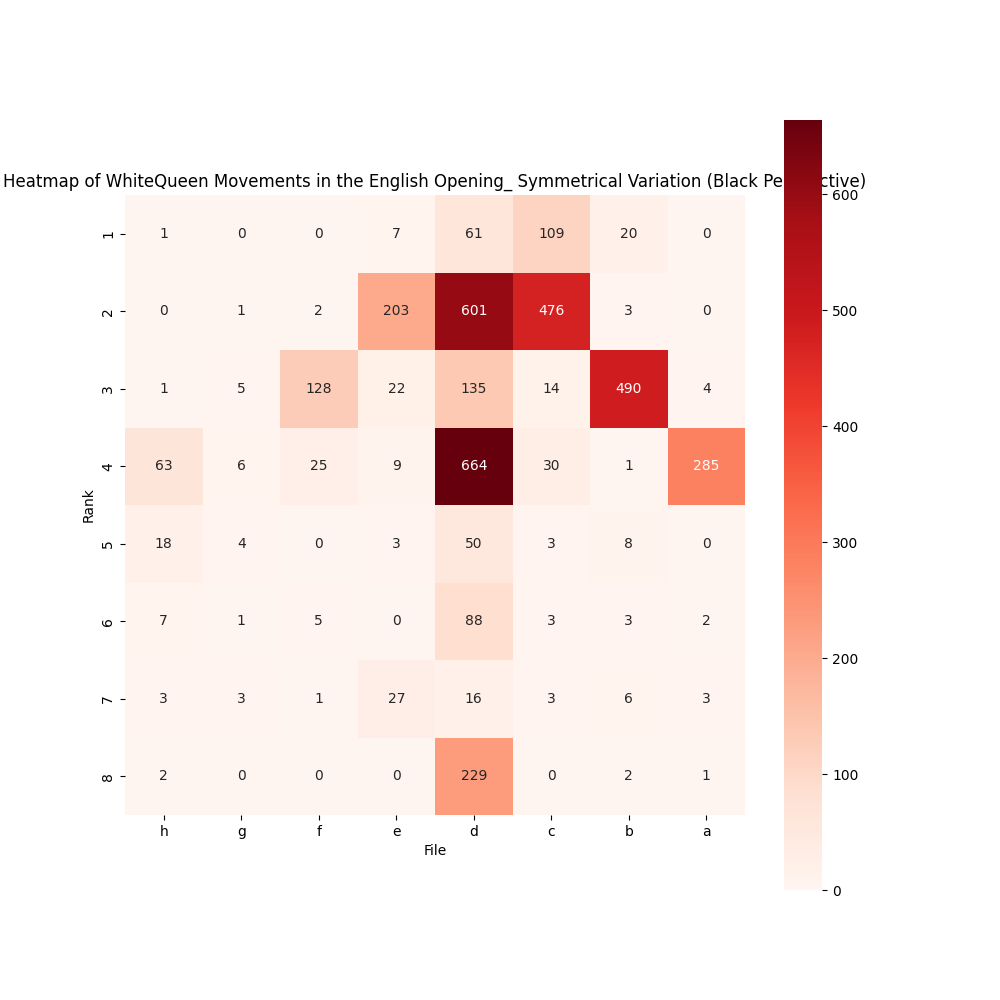 Heatmap of WhiteQueen Movements in the English Opening_ Symmetrical Variation (Black Pe ctive)
600
1 1 0 0 7 61 109 20 0
2 0 1 2 203 601 476 3 0
500
3 1 5 128 22 135 14 490 4
400
4 63 6 25 9 664 30 1 285
Rank
300
5 18 4 0 3 50 3 8 0
6 7 1 5 0 88 3 3 2
200
7 3 3 1 27 16 3 6 3
100
8 2 0 0 0 229 0 2 1
h g f e d c b a
File
0